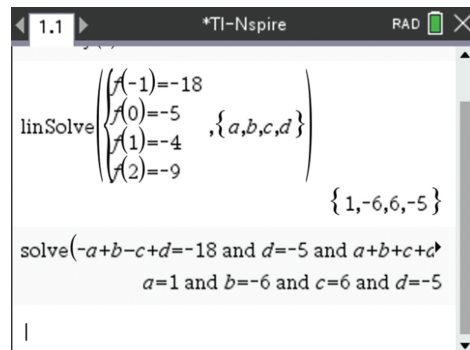 1.1 *TI-Nspire RAD
f(-1)=-18
f(0)=-5
linSolve ,{a,b,c,d}
f(1)=-4
f(2)=-9
{1,-6,6,-5}
solve(-a+b-c+d=-18 and d=-5 and a+b+c+d
a=1 and b=-6 and c=6 and d=-5